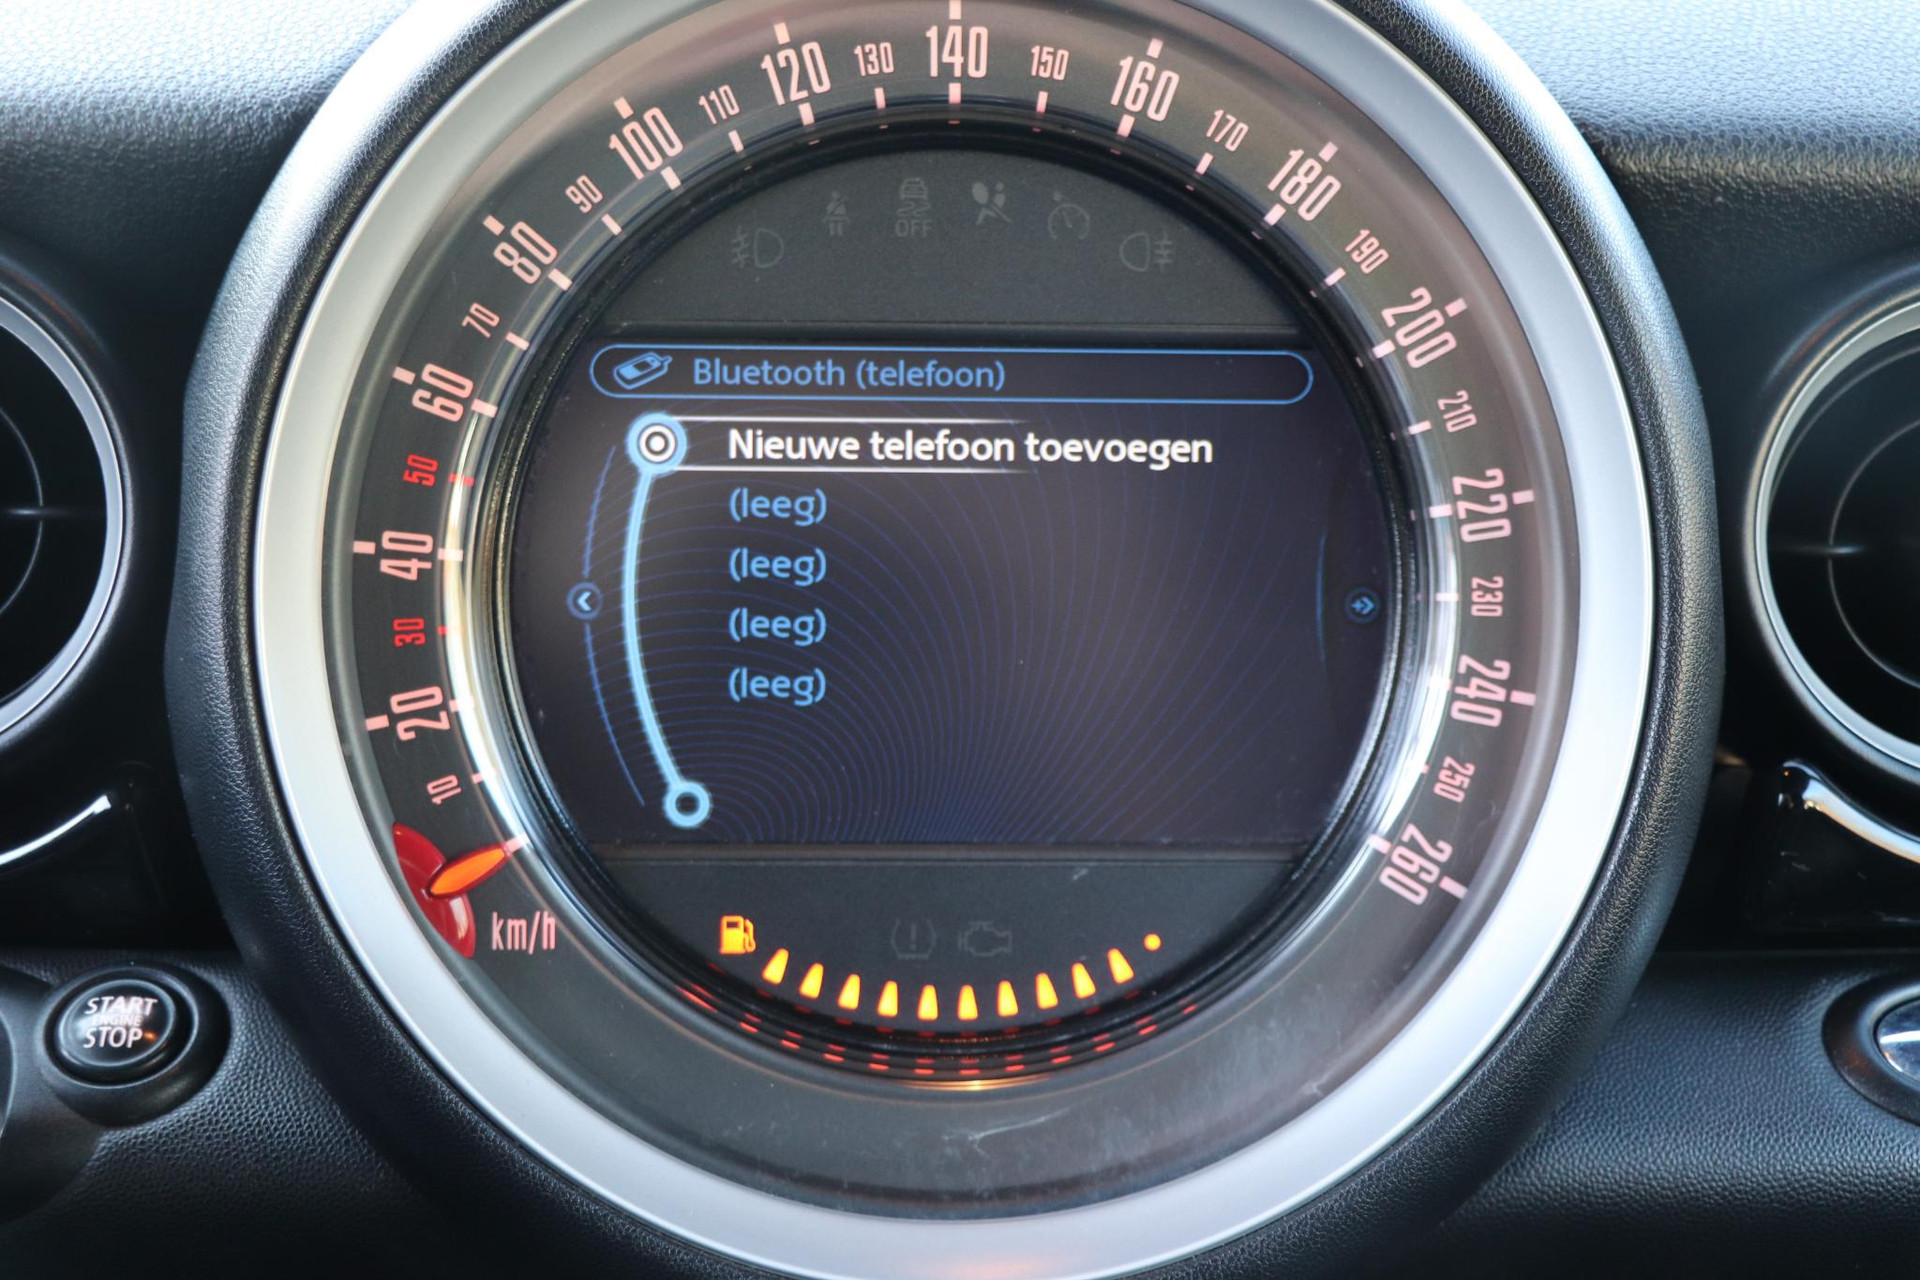 10
20
30
40
50
60
70
80
90
100
110
120
130
140
150
160
170
180
190
200
210
220
230
240
250
260
km/h
OFF
Bluetooth (telefoon)
Nieuwe telefoon toevoegen
(leeg)
(leeg)
(leeg)
(leeg)
START
ENGINE
STOP